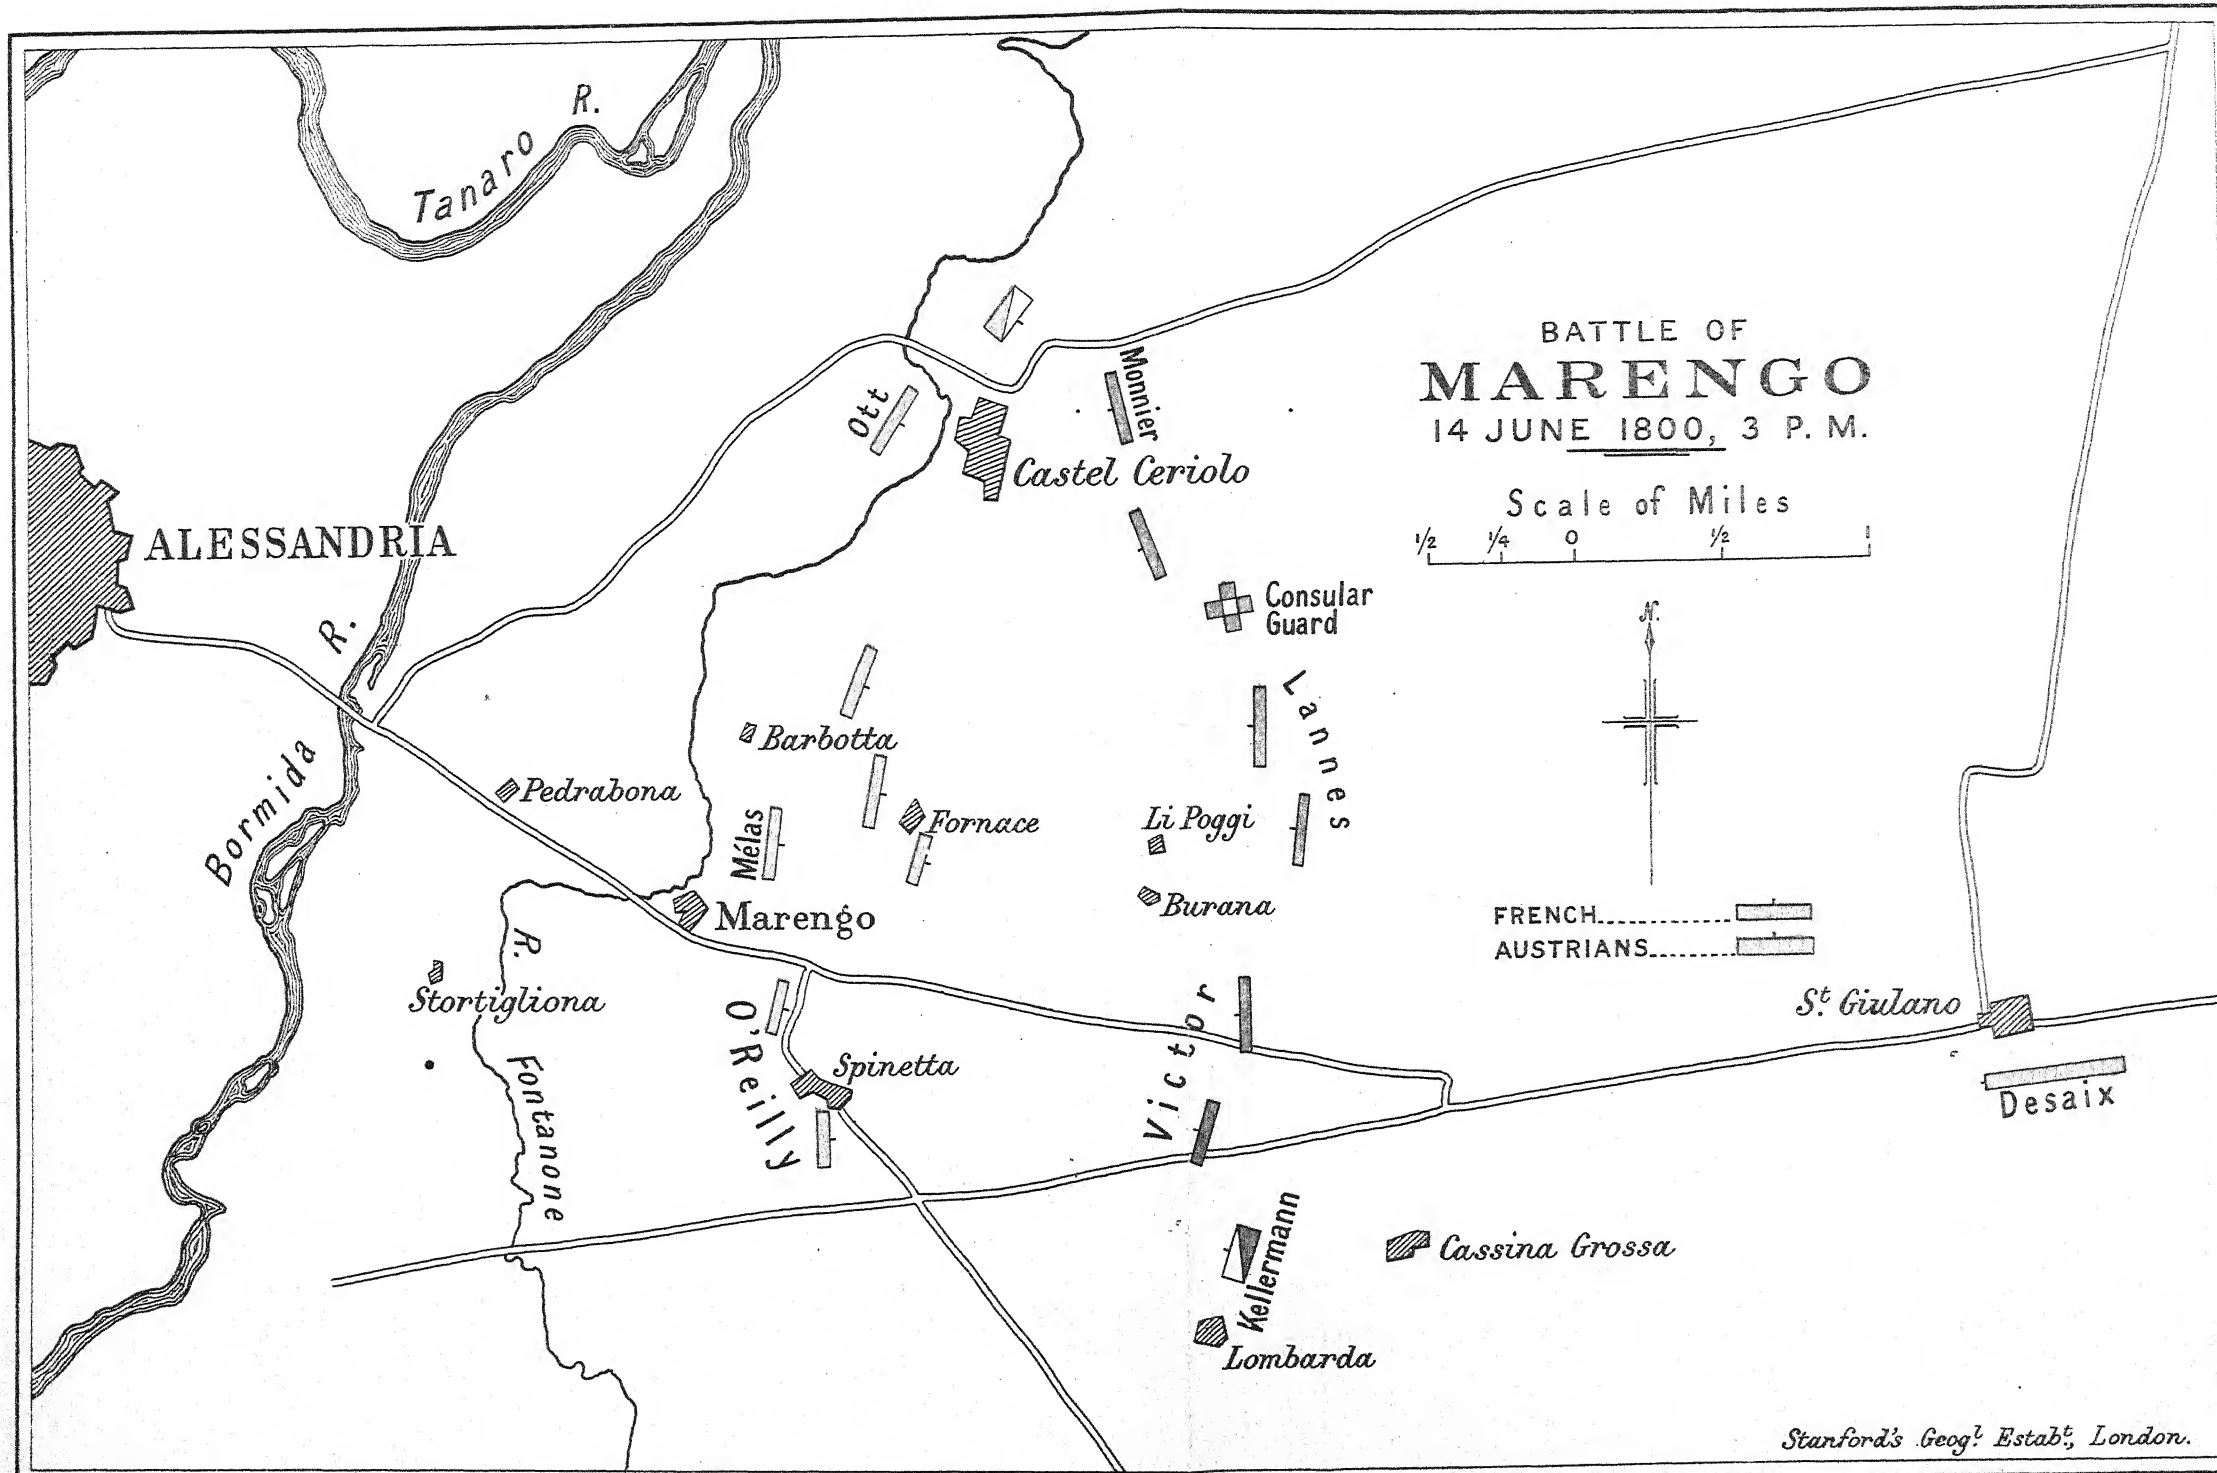 Tanaro R.
BATTLE OF
MARENGO
14 JUNE 1800, 3 P. M.
Scale of Miles
1/2 1/4 0 1/2 1
N.
Monnier
Ott
Castel Ceriolo
ALESSANDRIA
Consular
Guard
Lannes
Bormida R.
Barbotta
Pedrabona
Mélas
Fornace
Li Poggi
Burana
Marengo
FRENCH
AUSTRIANS
Stortigliona
R. Fontanone
O'Reilly
Spinetta
Victor
St. Giulano
Desaix
Kellermann
Cassina Grossa
Lombarda
Stanford's Geogl. Estabt., London.